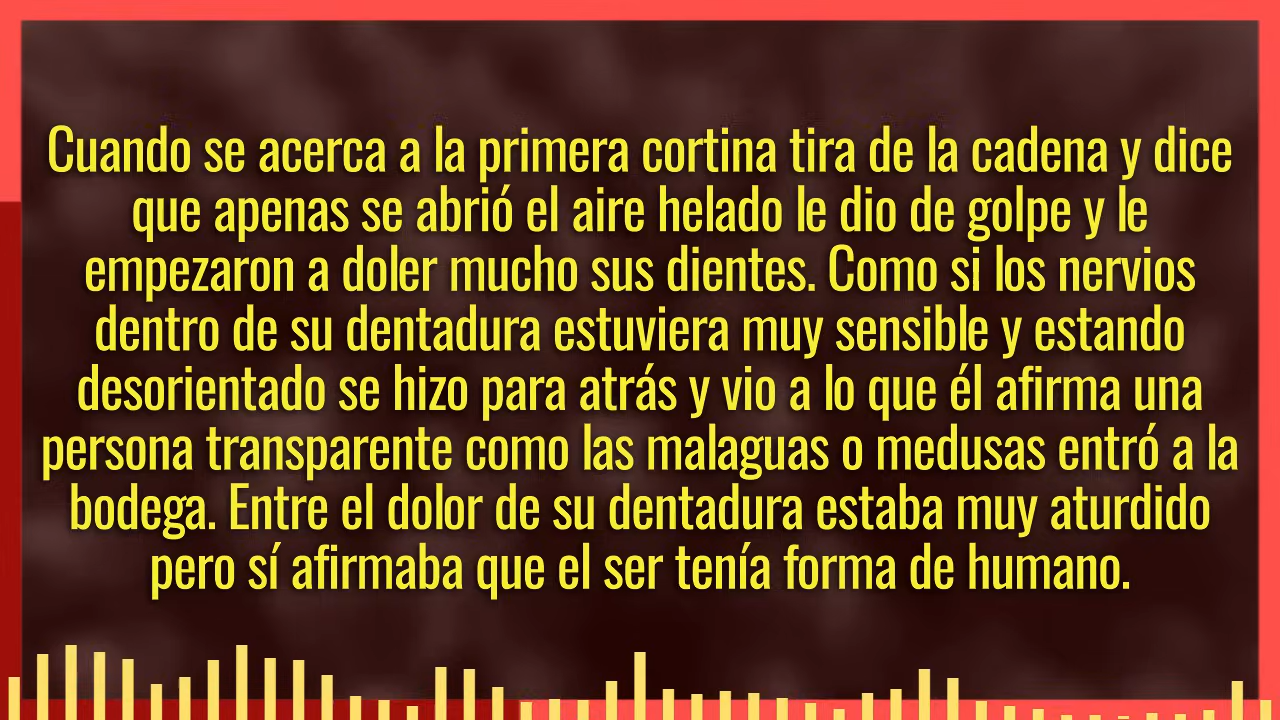 Cuando se acerca a la primera cortina tira de la cadena y dice
que apenas se abrió el aire helado le dio de golpe y le
empezaron a doler mucho sus dientes. Como si los nervios
dentro de su dentadura estuviera muy sensible y estando
desorientado se hizo para atrás y vio a lo que él afirma una
persona transparente como las malaguas o medusas entró a la
bodega. Entre el dolor de su dentadura estaba muy aturdido
pero sí afirmaba que el ser tenía forma de humano.